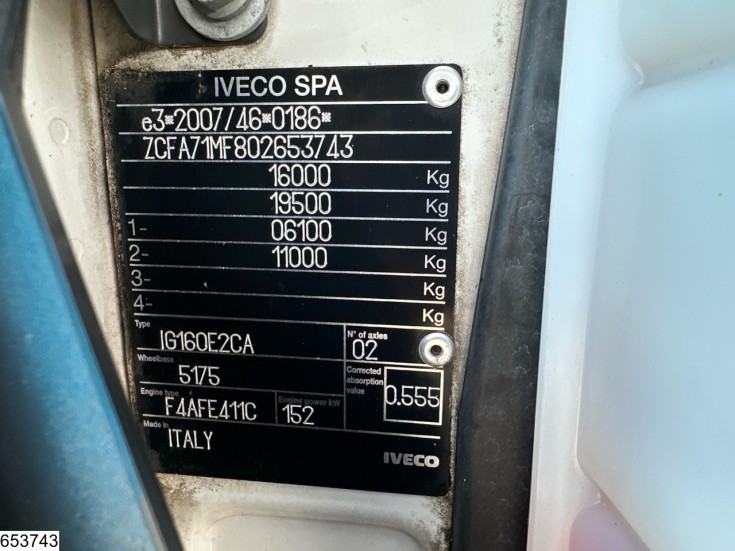 IVECO SPA
e3*2007/46*0186*
ZCFA71MF802653743
16000 Kg
19500 Kg
1- 06100 Kg
2- 11000 Kg
3- Kg
4- Kg
Type IG160E2CA N° of axles 02
Wheelbase 5175 Corrected absorption value 0.555
Engine type F4AFE411C Engine power kW 152
Made in ITALY
IVECO
653743